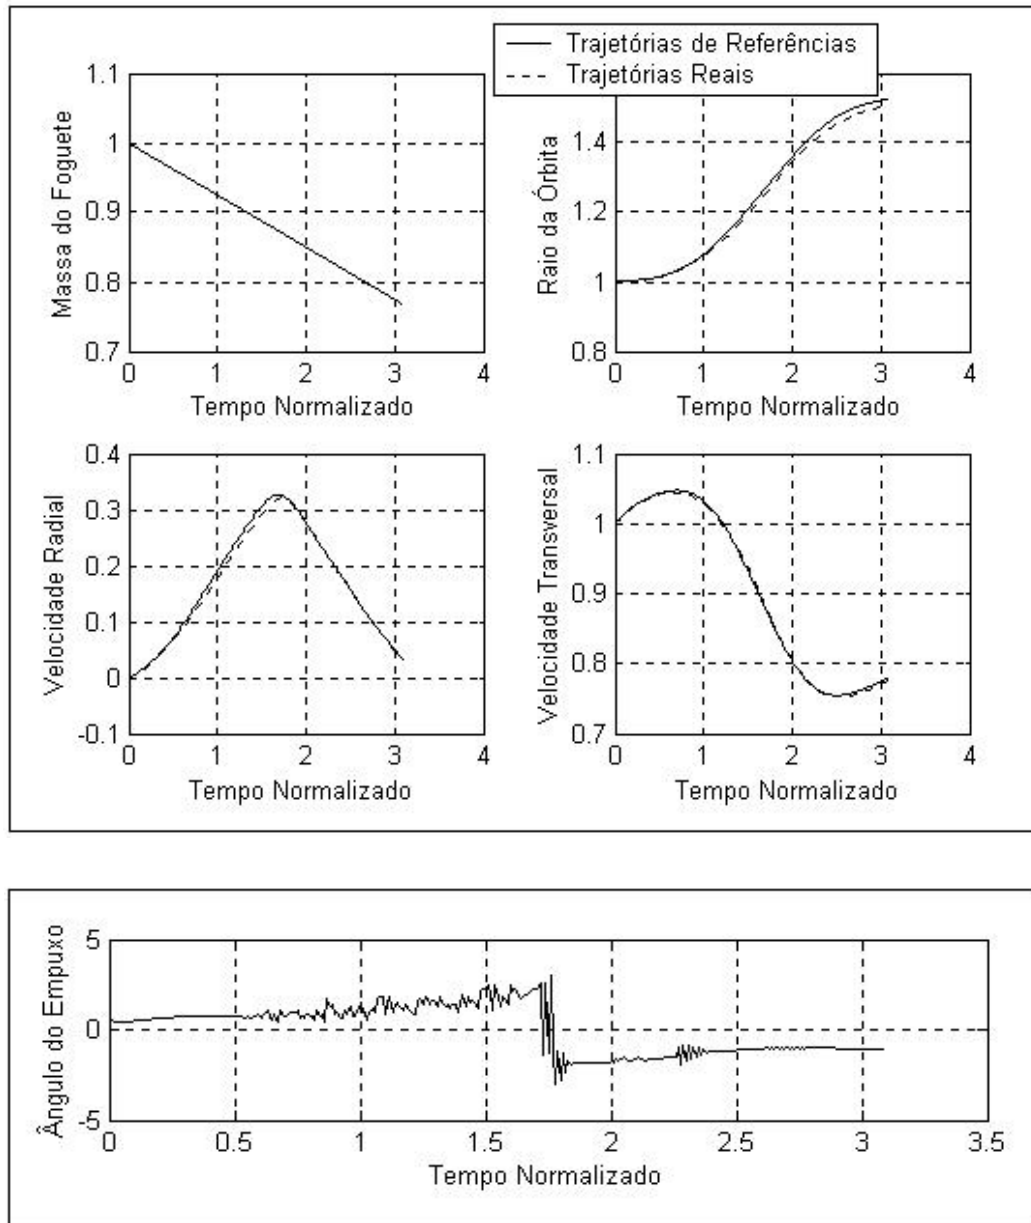 Trajetórias de Referências
Trajetórias Reais
1.1
1
0.9
0.8
0.7
Massa do Foguete
0 1 2 3 4
Tempo Normalizado
1.4
1.2
1
0.8
Raio da Órbita
0 1 2 3 4
Tempo Normalizado
0.4
0.3
0.2
0.1
0
-0.1
Velocidade Radial
0 1 2 3 4
Tempo Normalizado
1.1
1
0.9
0.8
0.7
Velocidade Transversal
0 1 2 3 4
Tempo Normalizado
5
0
-5
Ângulo do Empuxo
0 0.5 1 1.5 2 2.5 3 3.5
Tempo Normalizado